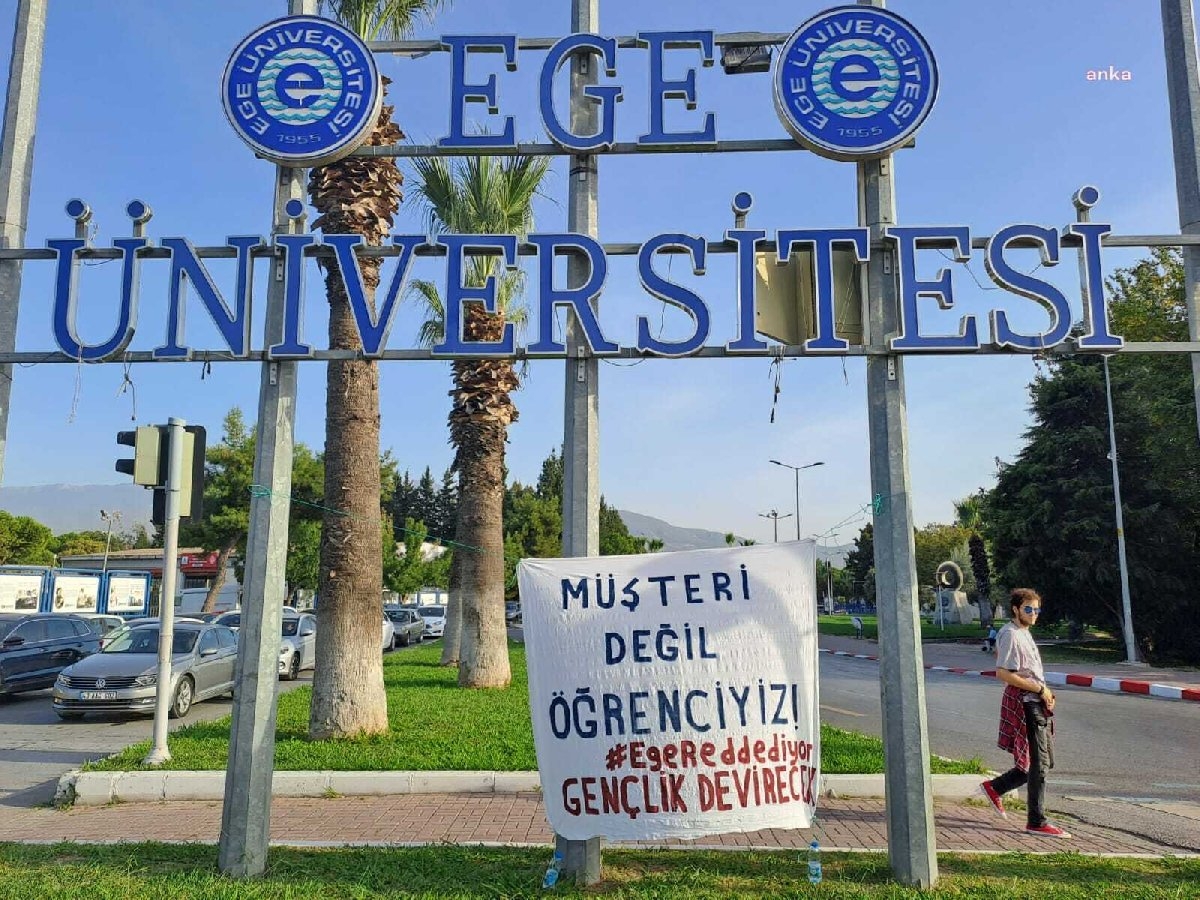 anka
EGE ÜNİVERSİTESİ
1955
EGE
EGE ÜNİVERSİTESİ
1955
ÜNİVERSİTESİ
MÜŞTERİ
DEĞİL
ÖĞRENCİYİZ!
#EgeReddediyor
GENÇLİK DEVİRECEK